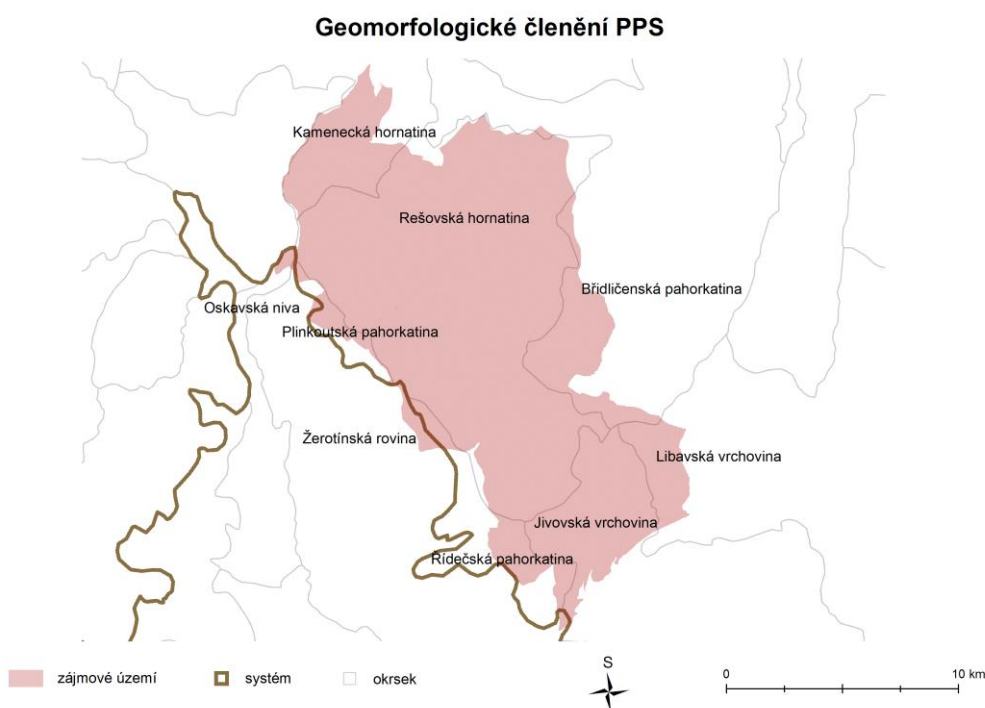 Geomorfologické členění PPS
Kamenecká hornatina
Rešovská hornatina
Břidličenská pahorkatina
Oskavská niva
Plinkoutská pahorkatina
Žerotínská rovina
Libavská vrchovina
Jivovská vrchovina
Řídečská pahorkatina
zájmové území
systém
okrsek
S
0
10 km